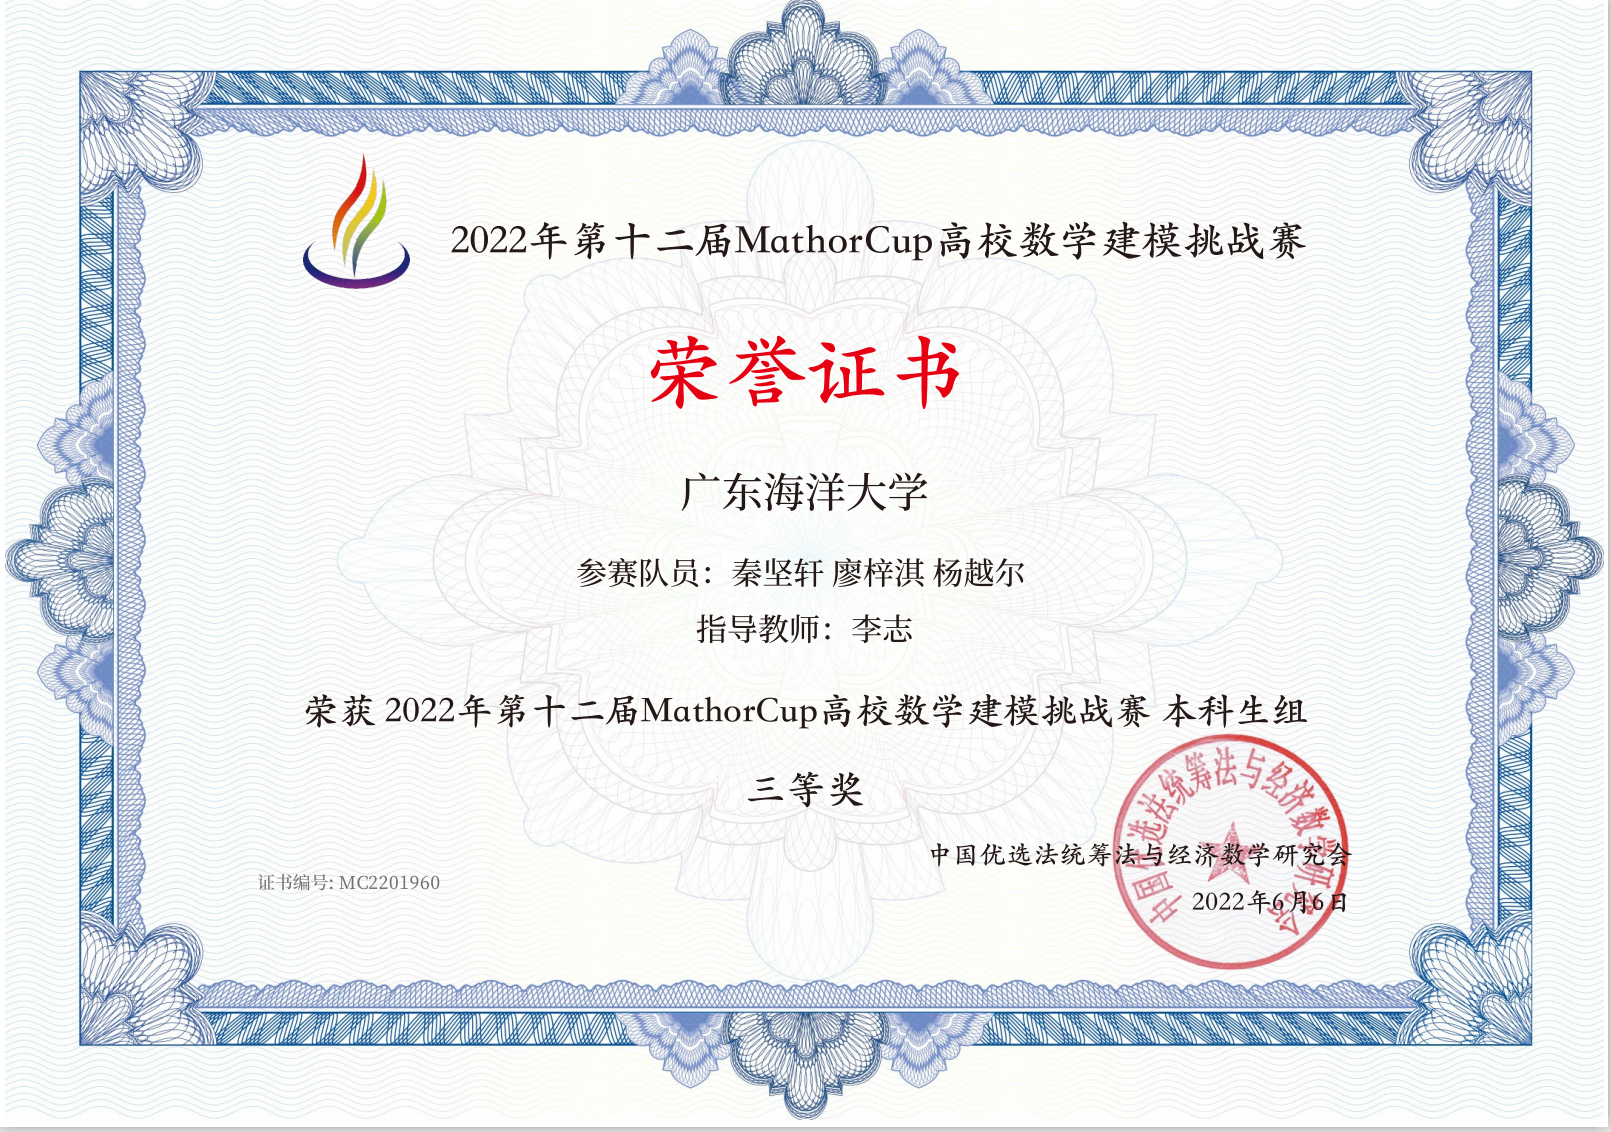 2022年第十二届MathorCup高校数学建模挑战赛
荣誉证书
广东海洋大学
参赛队员：秦坚轩 廖梓淇 杨越尔
指导教师：李志
荣获 2022年第十二届MathorCup高校数学建模挑战赛 本科生组
三等奖
中国优选法统筹法与经济数学研究会
证书编号: MC2201960
2022年6月6日
中国优选法统筹法与经济数学研究会